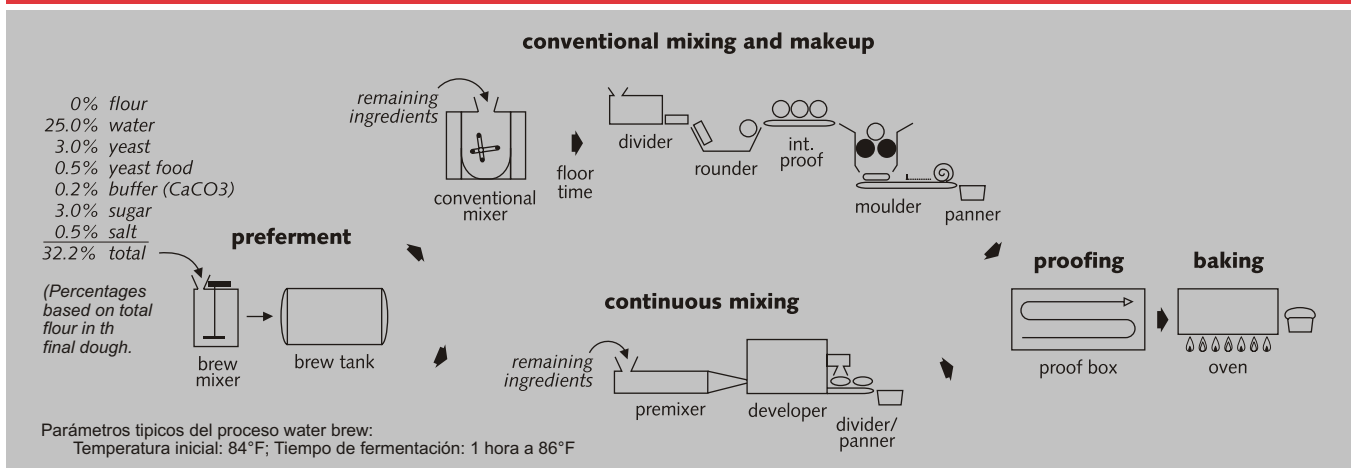 conventional mixing and makeup
0% flour
25.0% water
3.0% yeast
0.5% yeast food
0.2% buffer (CaCO3)
3.0% sugar
0.5% salt
32.2% total
(Percentages
based on total
flour in th
final dough.
preferment
brew
mixer
brew tank
remaining
ingredients
conventional
mixer
floor
time
divider
rounder
int.
proof
moulder
panner
continuous mixing
remaining
ingredients
premixer
developer
divider/
panner
proofing
proof box
baking
oven
Parámetros tipicos del proceso water brew:
Temperatura inicial: 84°F; Tiempo de fermentación: 1 hora a 86°F